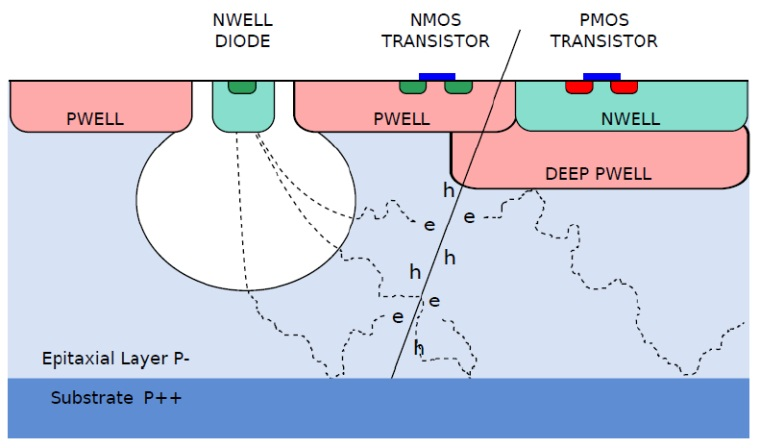 NWELL
DIODE
NMOS
TRANSISTOR
PMOS
TRANSISTOR
PWELL
PWELL
NWELL
DEEP PWELL
h
e
e
h
h
e
e
h
Epitaxial Layer P-
Substrate P++